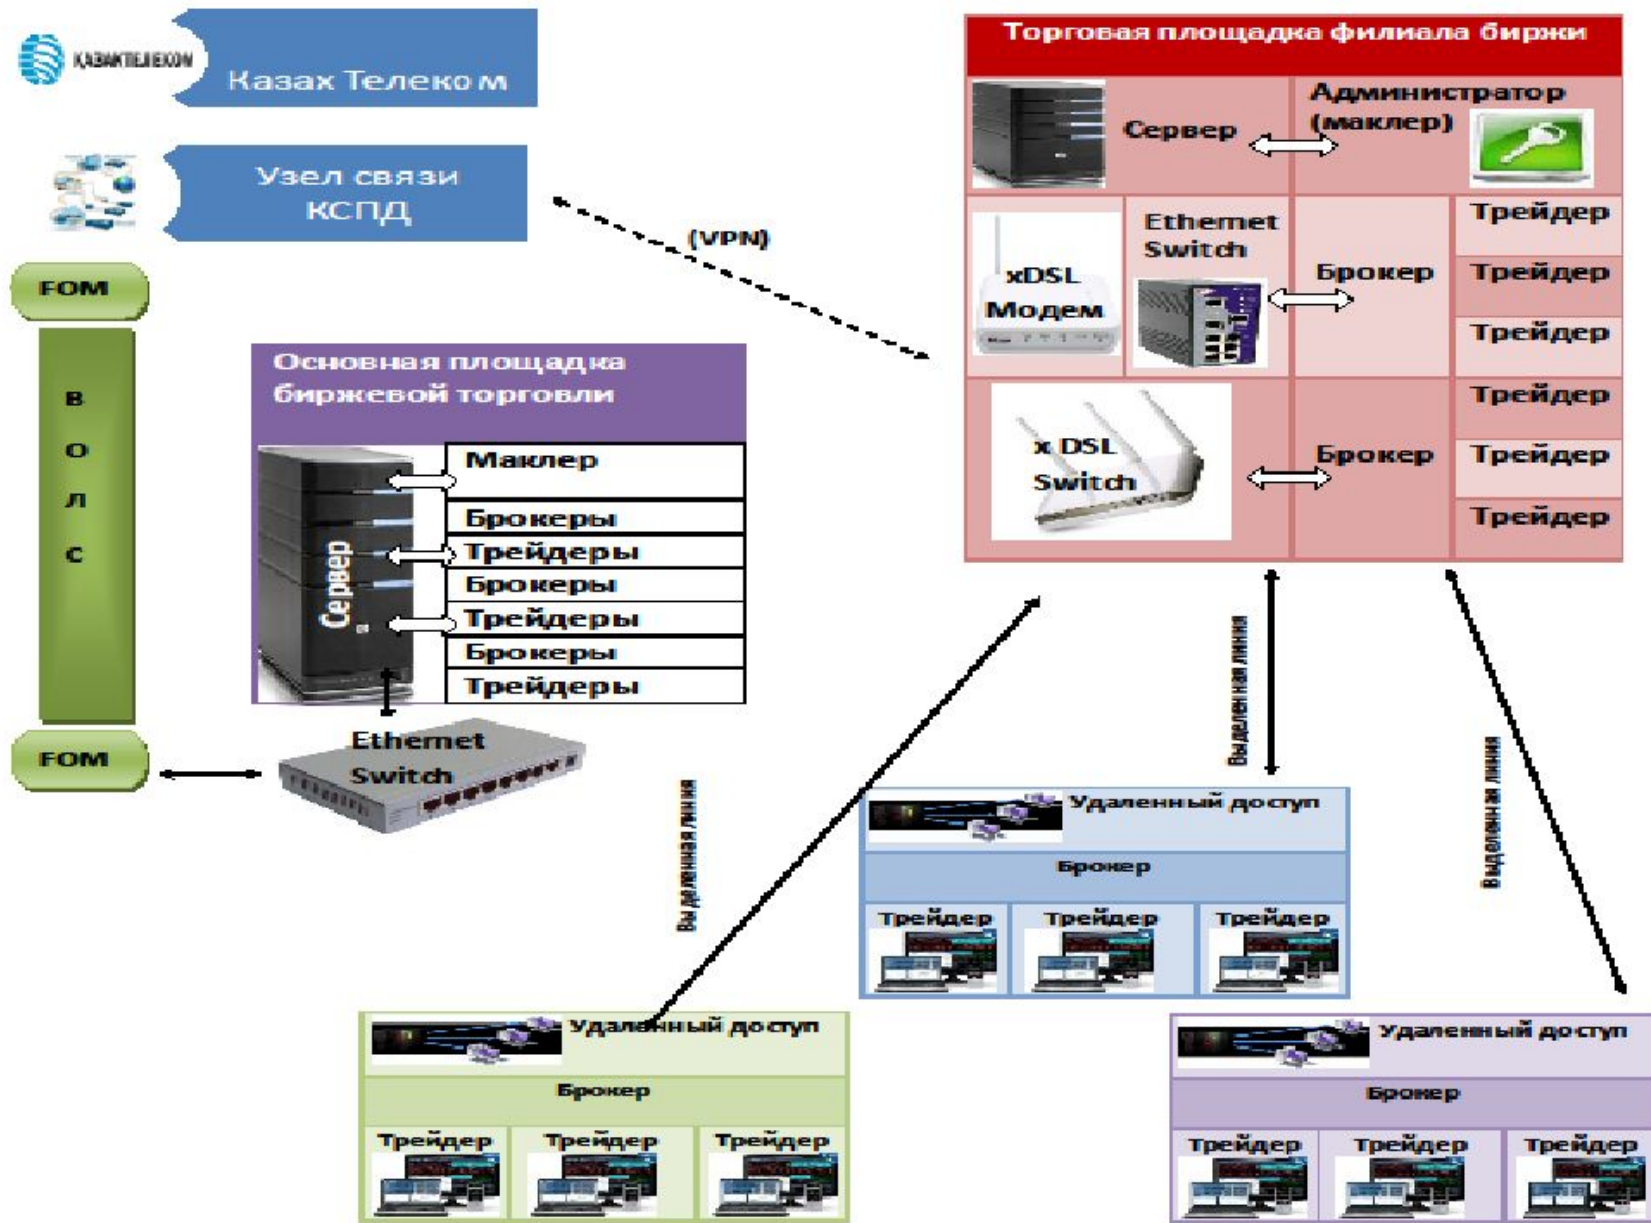 ҚАЗАҚТЕЛЕКОМ
Казах Телеком
Узел связи
КСПД
FOM
В
О
Л
С
FOM
(VPN)
Основная площадка
биржевой торговли
Сервер
Маклер
Брокеры
Трейдеры
Брокеры
Трейдеры
Брокеры
Трейдеры
Ethernet
Switch
Торговая площадка филиала биржи
Сервер
Администратор
(маклер)
xDSL
Модем
Ethernet
Switch
Брокер
Трейдер
Трейдер
Трейдер
x DSL
Switch
Брокер
Трейдер
Трейдер
Трейдер
Выделенная линия
Выделенная линия
Выделенная линия
Удаленный доступ
Брокер
Трейдер
Трейдер
Трейдер
Удаленный доступ
Брокер
Трейдер
Трейдер
Трейдер
Удаленный доступ
Брокер
Трейдер
Трейдер
Трейдер